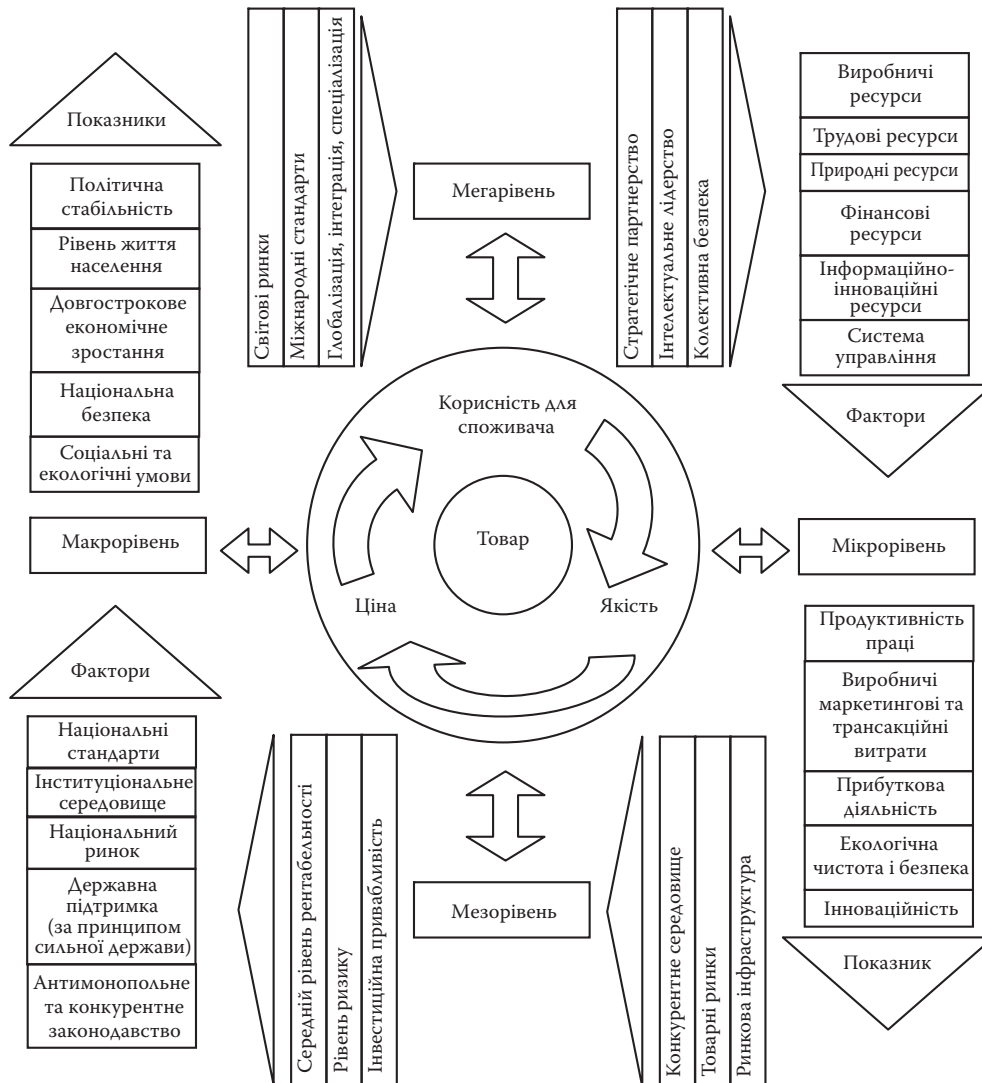 Показники
Політична
стабільність
Рівень життя
населення
Довгострокове
економічне
зростання
Національна
безпека
Соціальні та
екологічні умови
Світові ринки
Міжнародні стандарти
Глобалізація, інтеграція, спеціалізація
Мегарівень
Стратегічне партнерство
Інтелектуальне лідерство
Колективна безпека
Виробничі
ресурси
Трудові ресурси
Природні ресурси
Фінансові
ресурси
Інформаційно-
інноваційні
ресурси
Система
управління
Фактори
Макрорівень
Корисність для
споживача
Товар
Ціна
Якість
Мікрорівень
Фактори
Національні
стандарти
Інституціональне
середовище
Національний
ринок
Державна
підтримка
(за принципом
сильної держави)
Антимонопольне
та конкурентне
законодавство
Середній рівень рентабельності
Рівень ризику
Інвестиційна привабливість
Мезорівень
Конкурентне середовище
Товарні ринки
Ринкова інфраструктура
Продуктивність
праці
Виробничі
маркетингові та
трансакційні
витрати
Прибуткова
діяльність
Екологічна
чистота і безпека
Інноваційність
Показник